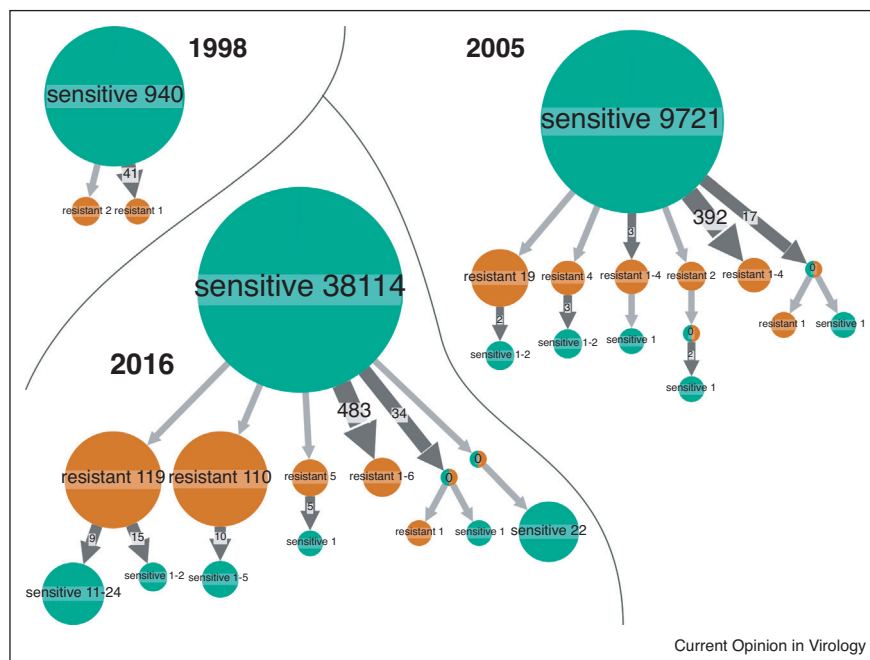 1998
sensitive 940
41
resistant 2
resistant 1
2005
sensitive 9721
3
392
17
0
resistant 19
resistant 4
resistant 1-4
resistant 2
resistant 1-4
2
3
0
resistant 1
sensitive 1
sensitive 1-2
sensitive 1-2
sensitive 1
2
sensitive 1
2016
sensitive 38114
483
34
0
resistant 119
resistant 110
resistant 5
resistant 1-6
0
9
15
10
5
resistant 1
sensitive 1
sensitive 22
sensitive 11-24
sensitive 1-2
sensitive 1-5
sensitive 1
Current Opinion in Virology